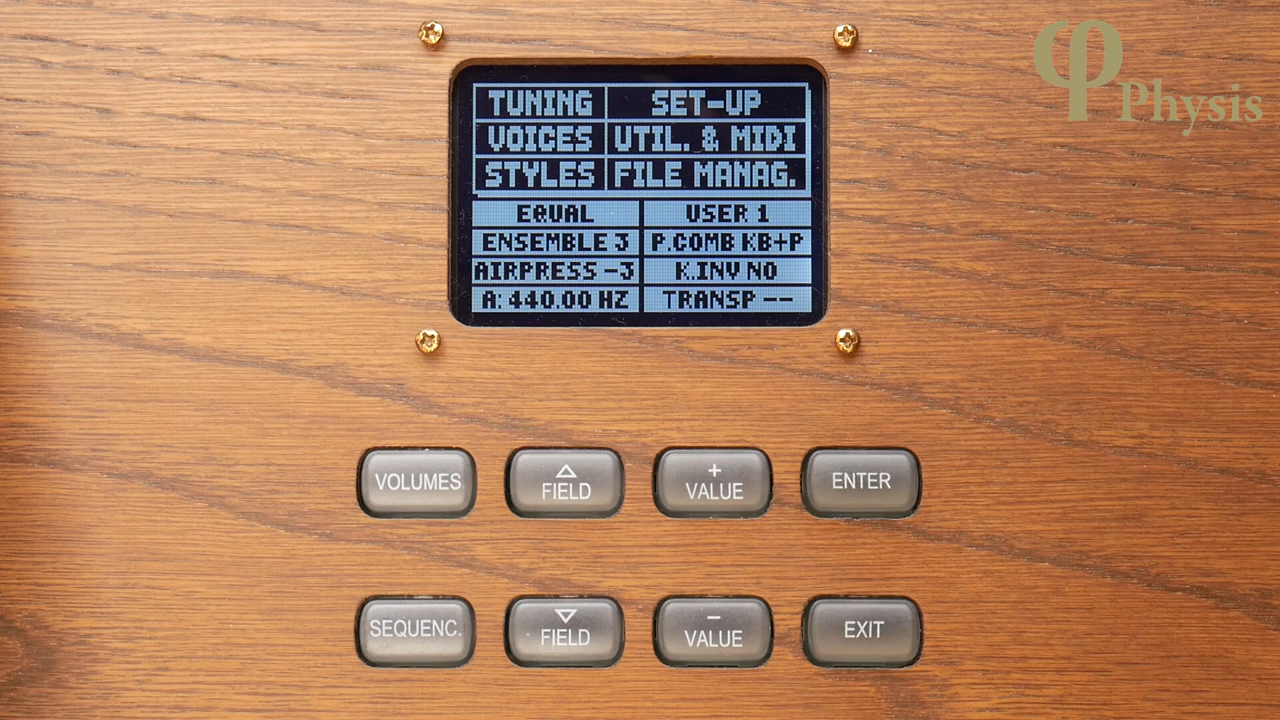 φ Physis
TUNING SET-UP
VOICES UTIL. & MIDI
STYLES FILE MANAG.
EQUAL USER 1
ENSEMBLE 3 P.COMB KB+P
AIRPRESS -3 K.INV NO
A: 440.00 HZ TRANSP --
VOLUMES △ FIELD + VALUE ENTER
SEQUENC. ▽ FIELD - VALUE EXIT